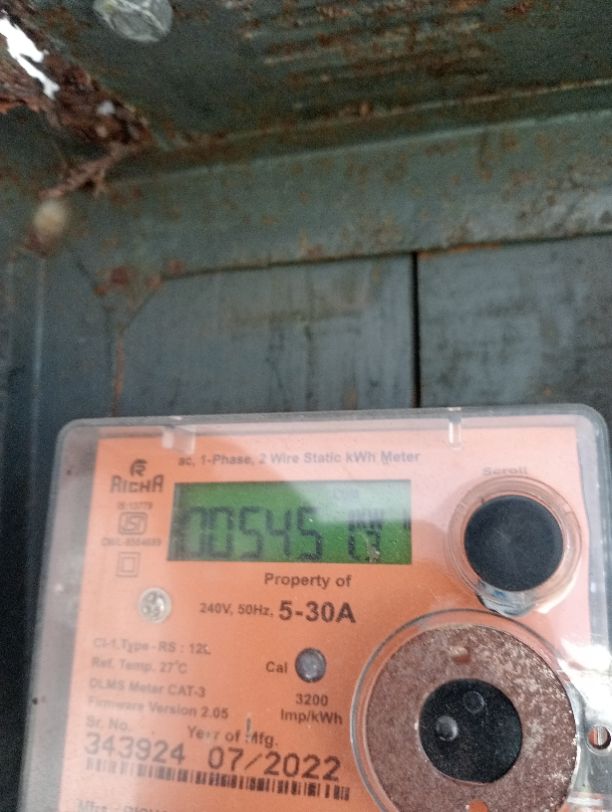 ac, 1-Phase, 2 Wire Static kWh Meter
Scroll
RICHA
IS:13779
Property of
240V, 50Hz, 5-30A
Cl-1,Type - RS : 12L
Ref. Temp. 27°C
Cal
DLMS Meter CAT-3
3200
Imp/kWh
Firmware Version 2.05
Sr. No.
Year of Mfg.
343924 07/2022